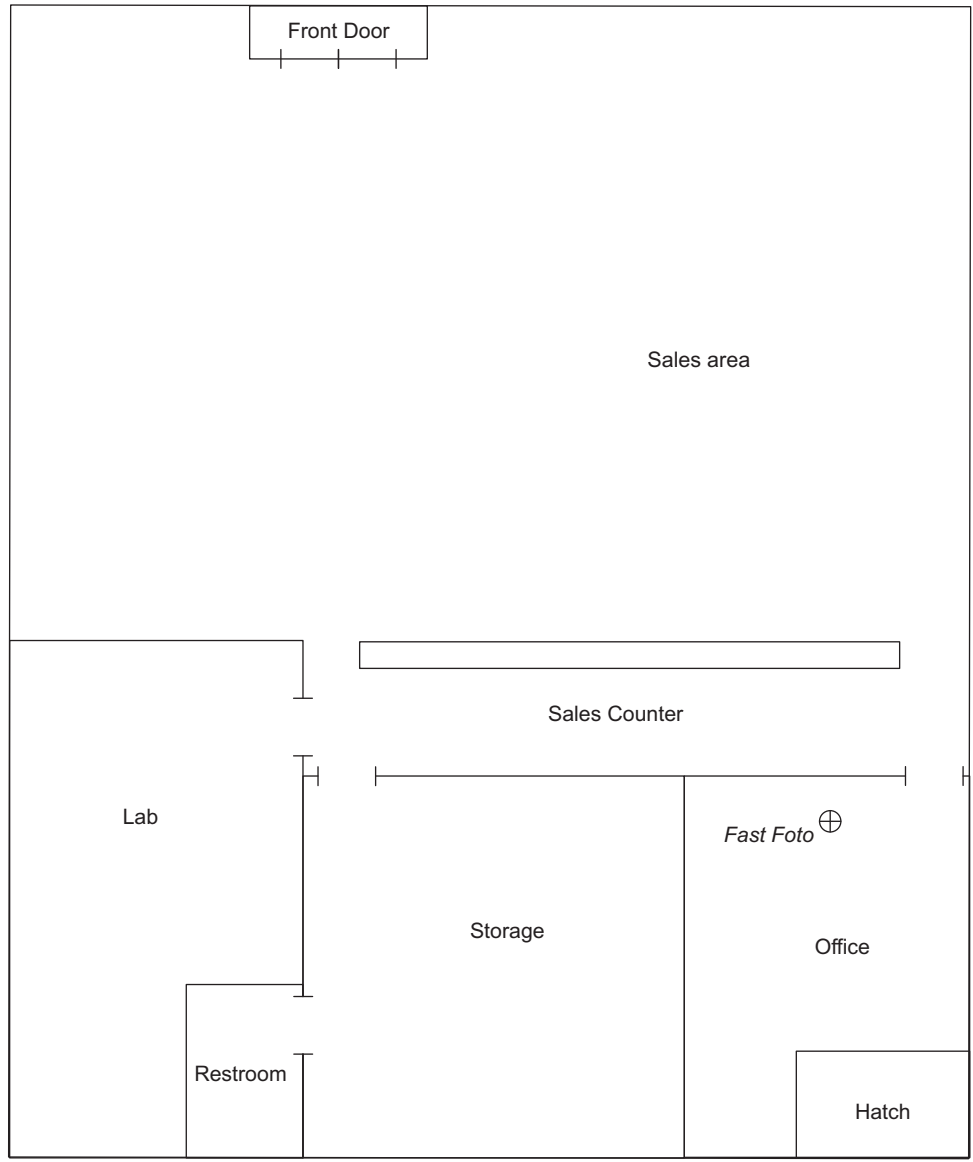 Front Door
Sales area
Sales Counter
Lab
Fast Foto
Storage
Office
Restroom
Hatch